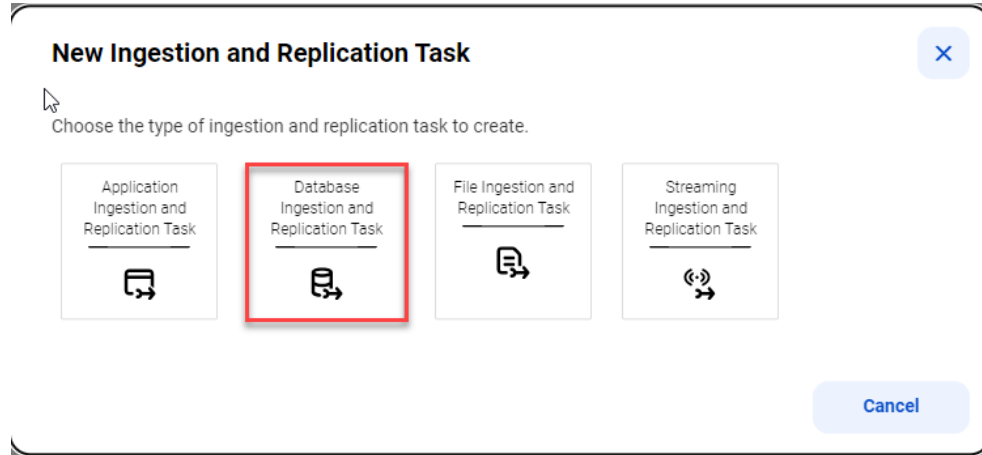 New Ingestion and Replication Task
Choose the type of ingestion and replication task to create.
Application
Ingestion and
Replication Task
Database
Ingestion and
Replication Task
File Ingestion and
Replication Task
Streaming
Ingestion and
Replication Task
Cancel